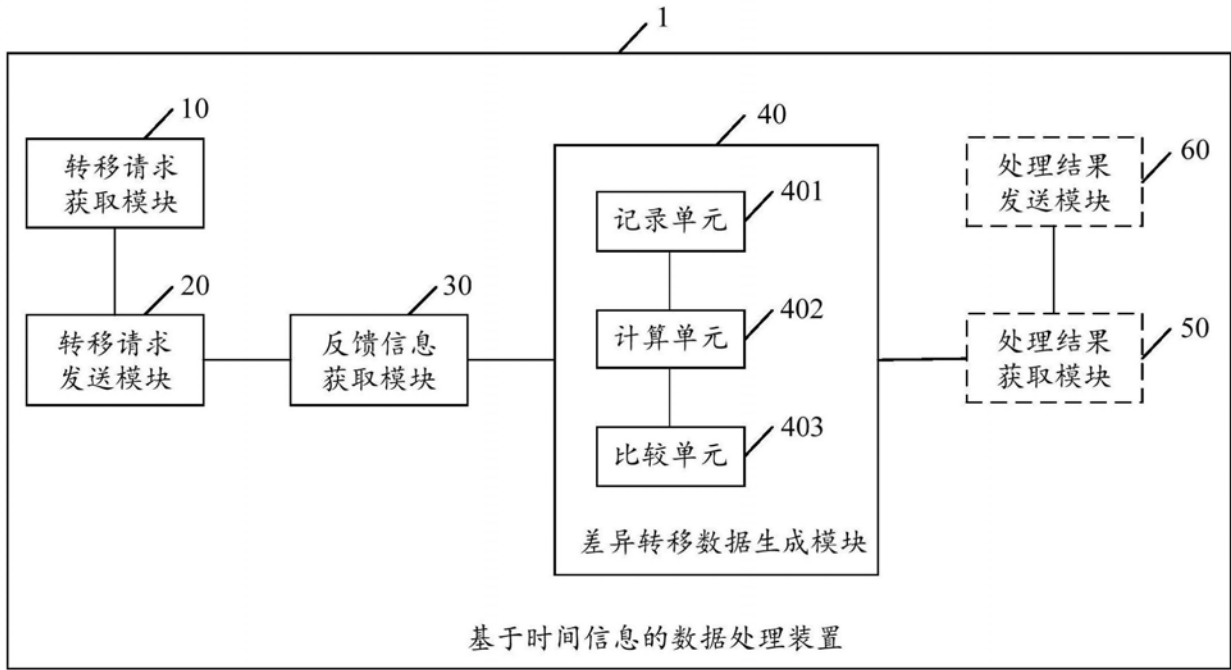 1
10
转移请求
获取模块
20
转移请求
发送模块
30
反馈信息
获取模块
40
401
记录单元
402
计算单元
403
比较单元
差异转移数据生成模块
60
处理结果
发送模块
50
处理结果
获取模块
基于时间信息的数据处理装置